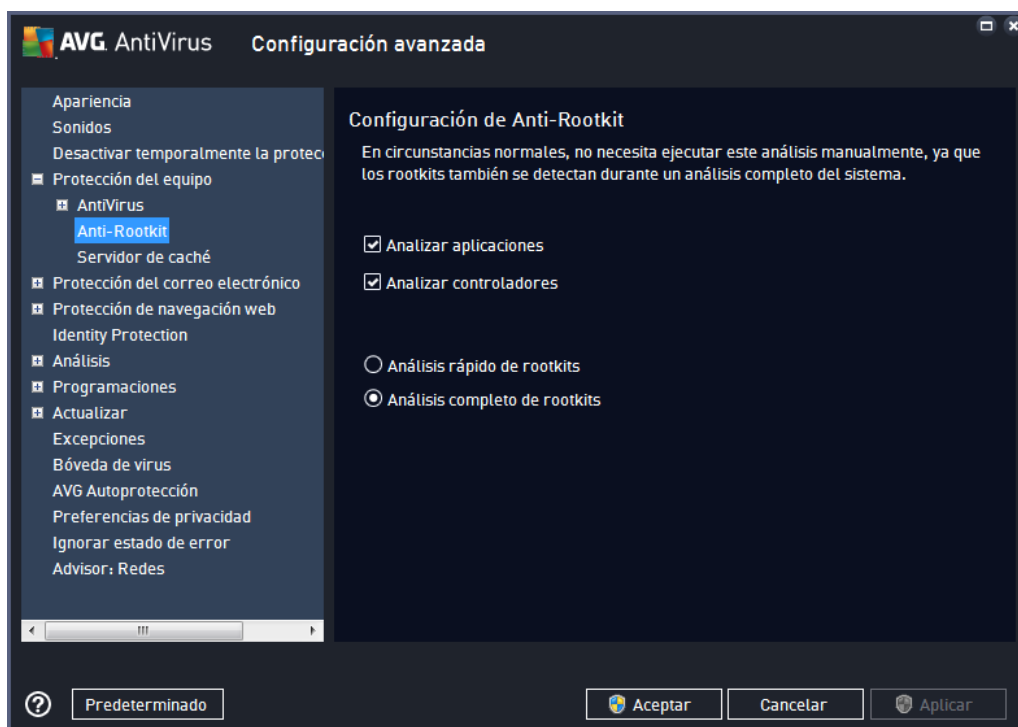 AVG. AntiVirus Configuración avanzada
Apariencia
Sonidos
Desactivar temporalmente la protec
Protección del equipo
AntiVirus
Anti-Rootkit
Servidor de caché
Protección del correo electrónico
Protección de navegación web
Identity Protection
Análisis
Programaciones
Actualizar
Excepciones
Bóveda de virus
AVG Autoprotección
Preferencias de privacidad
Ignorar estado de error
Advisor: Redes
Configuración de Anti-Rootkit
En circunstancias normales, no necesita ejecutar este análisis manualmente, ya que
los rootkits también se detectan durante un análisis completo del sistema.
Analizar aplicaciones
Analizar controladores
Análisis rápido de rootkits
Análisis completo de rootkits
Predeterminado
Aceptar
Cancelar
Aplicar